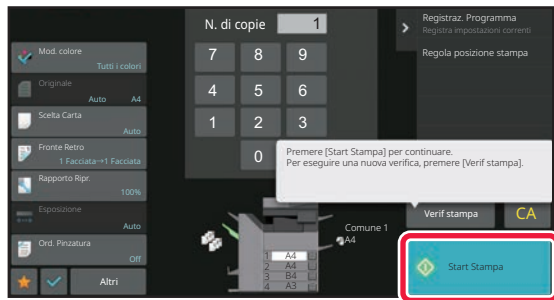 N. di copie 1
Registraz. Programma
Registra impostazioni correnti
Regola posizione stampa
Mod. colore
Tutti i colori
Originale
Auto A4
Scelta Carta
Auto
Fronte Retro
1 Facciata→1 Facciata
Rapporto Ripr.
100%
Esposizione
Auto
Ord. Pinzatura
Off
Altri
7 8 9
4 5 6
1 2 3
0
Premere [Start Stampa] per continuare.
Per eseguire una nuova verifica, premere [Verif stampa].
Verif stampa
CA
Comune 1
A4
1 A4
2 A4
3 B4
4 A3
Start Stampa